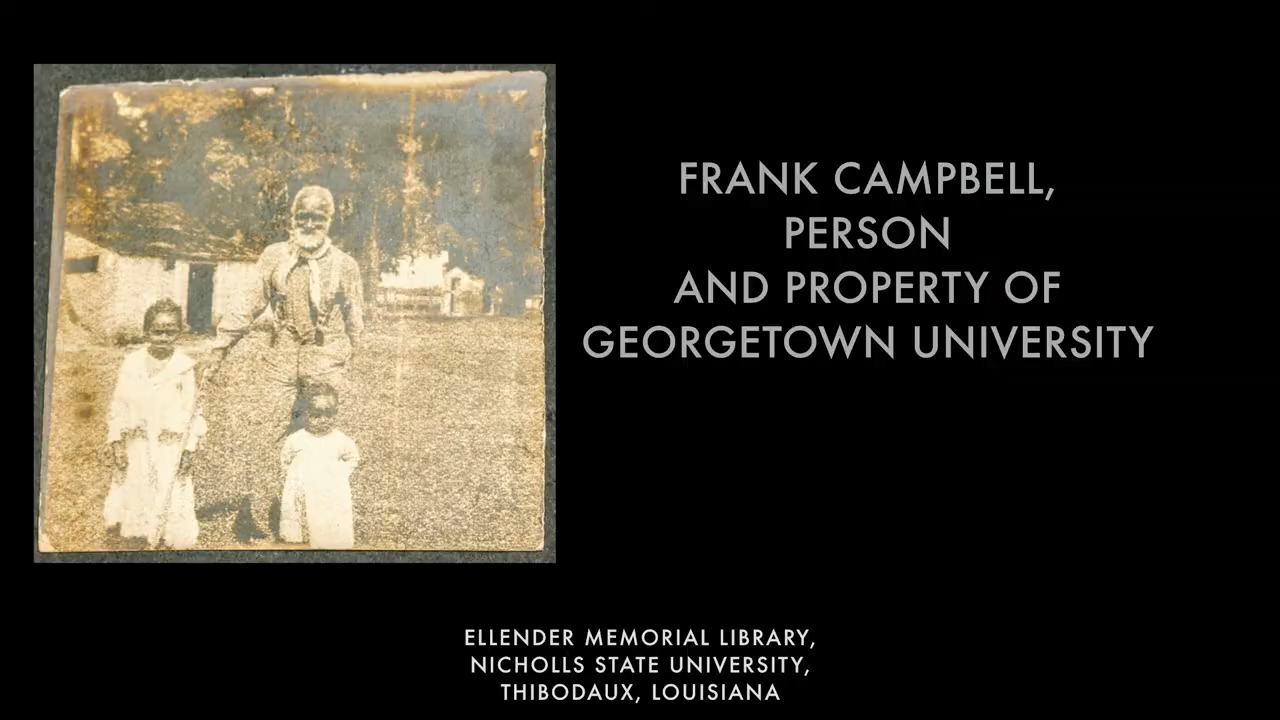 FRANK CAMPBELL,
PERSON
AND PROPERTY OF
GEORGETOWN UNIVERSITY
ELLENDER MEMORIAL LIBRARY,
NICHOLLS STATE UNIVERSITY,
THIBODAUX, LOUISIANA